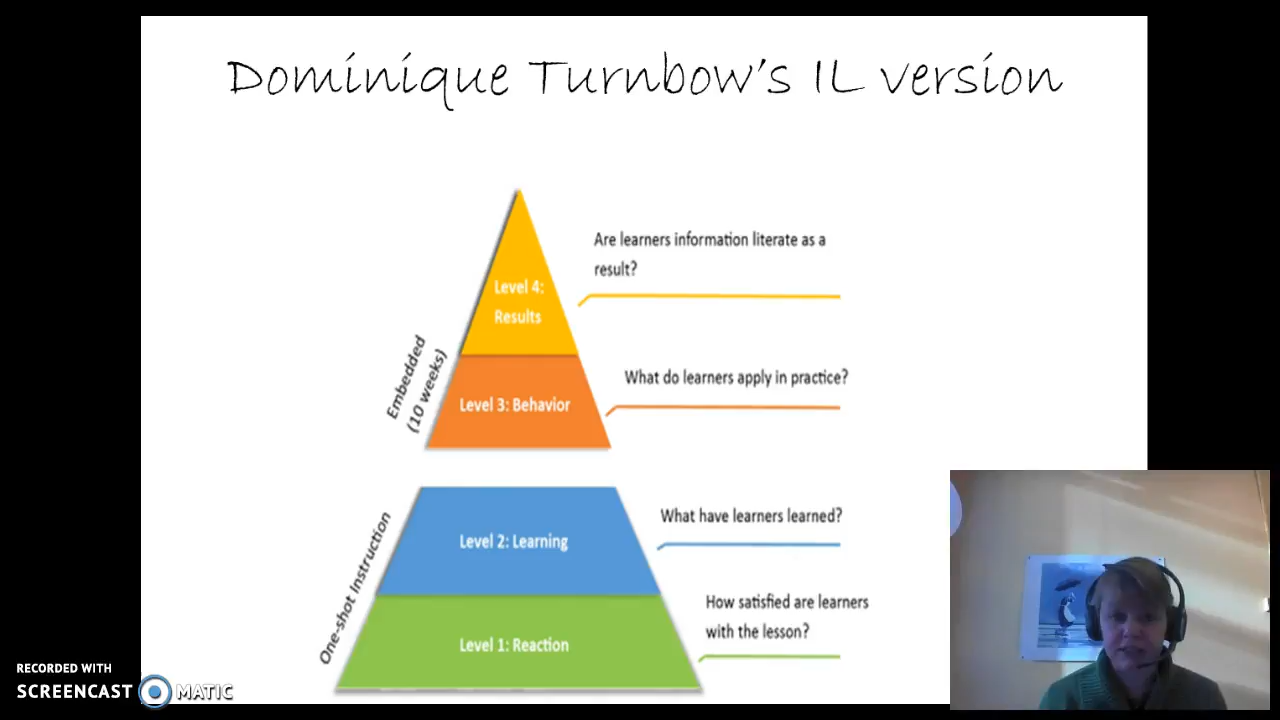 Dominique Turnbow's IL version
Are learners information literate as a
result?
Level 4:
Results
Embedded
(10 weeks)
What do learners apply in practice?
Level 3: Behavior
One-shot Instruction
What have learners learned?
Level 2: Learning
How satisfied are learners
with the lesson?
Level 1: Reaction
RECORDED WITH
SCREENCAST MATIC